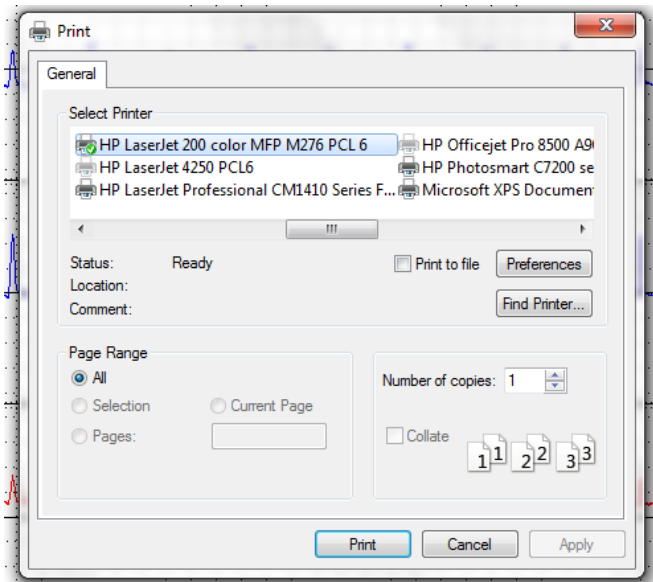 Print
General
Select Printer
HP LaserJet 200 color MFP M276 PCL 6
HP Officejet Pro 8500 A9
HP LaserJet 4250 PCL6
HP Photosmart C7200 se
HP LaserJet Professional CM1410 Series F...
Microsoft XPS Documen
Status: Ready
Print to file
Preferences
Location:
Comment:
Find Printer...
Page Range
All
Selection
Current Page
Pages:
Number of copies: 1
Collate
1 1 2 2 3 3
Print
Cancel
Apply